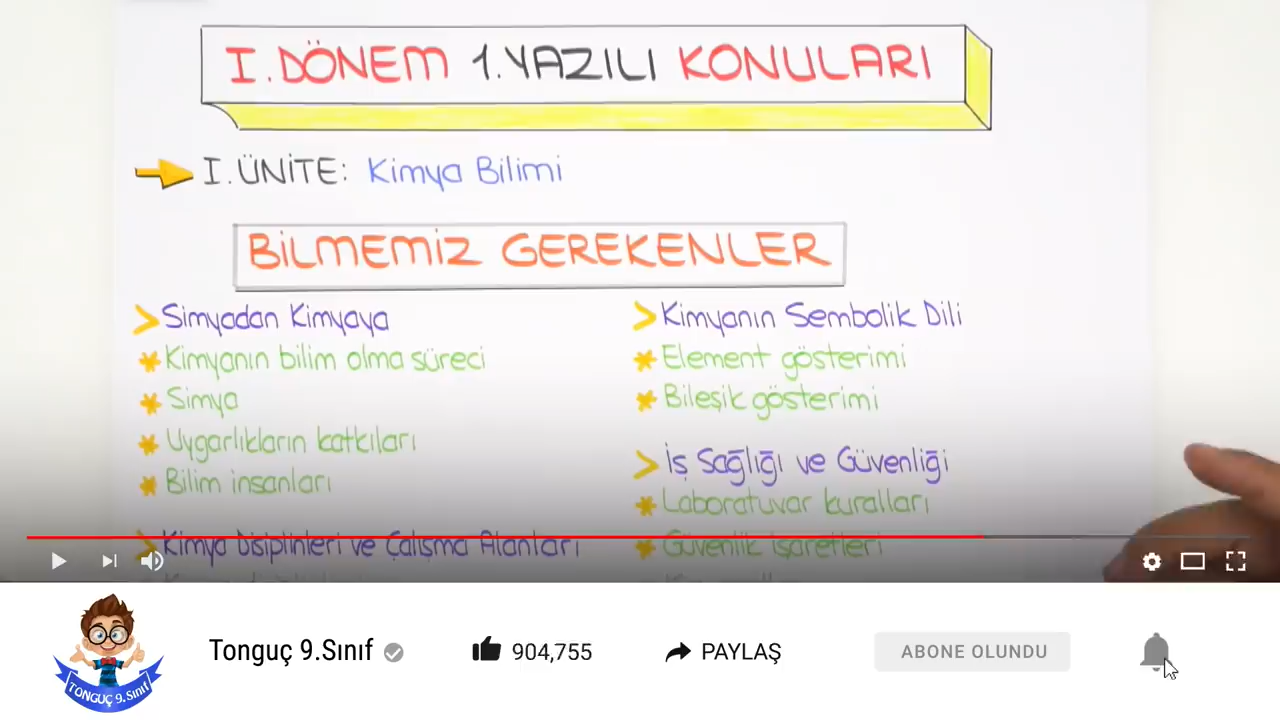 I. DÖNEM 1. YAZILI KONULARI
I. ÜNİTE: Kimya Bilimi
BİLMEMİZ GEREKENLER
> Simyadan Kimyaya
* Kimyanın bilim olma süreci
* Simya
* Uygarlıkların katkıları
* Bilim insanları
> Kimya Disiplinleri ve Çalışma Alanları
> Kimyanın Sembolik Dili
* Element gösterimi
* Bileşik gösterimi
> İş Sağlığı ve Güvenliği
* Laboratuvar kuralları
* Güvenlik işaretleri
TONGUÇ 9. Sınıf
Tonguç 9.Sınıf
904,755
PAYLAŞ
ABONE OLUNDU